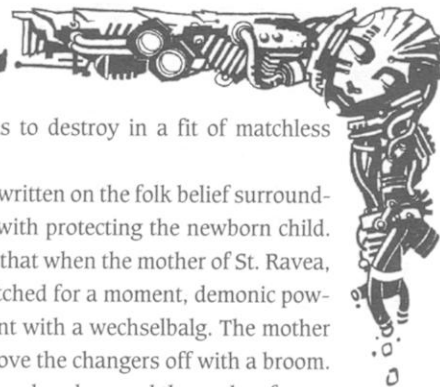 s to destroy in a fit of matchless
written on the folk belief surround-
with protecting the newborn child.
that when the mother of St. Ravea,
tched for a moment, demonic pow-
nt with a wechselbalg. The mother
ove the changers off with a broom.